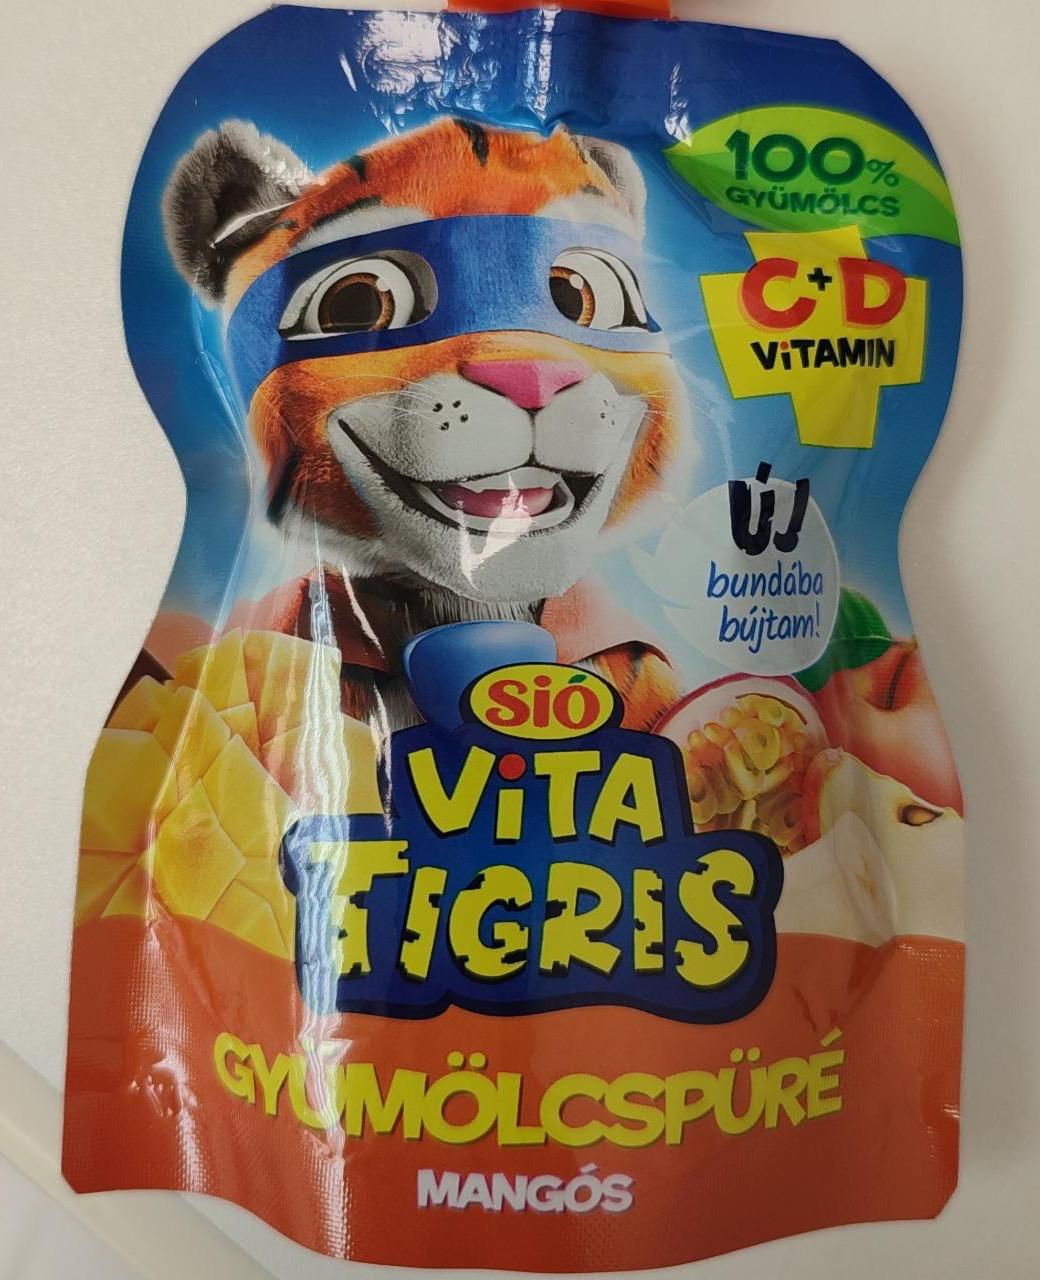 100%
GYÜMÖLCS
C+D
ViTAMIN
ÚJ
bundába
bújtam!
Sió
ViTA
TIGRIS
GYÜMÖLCSPÜRÉ
MANGÓS